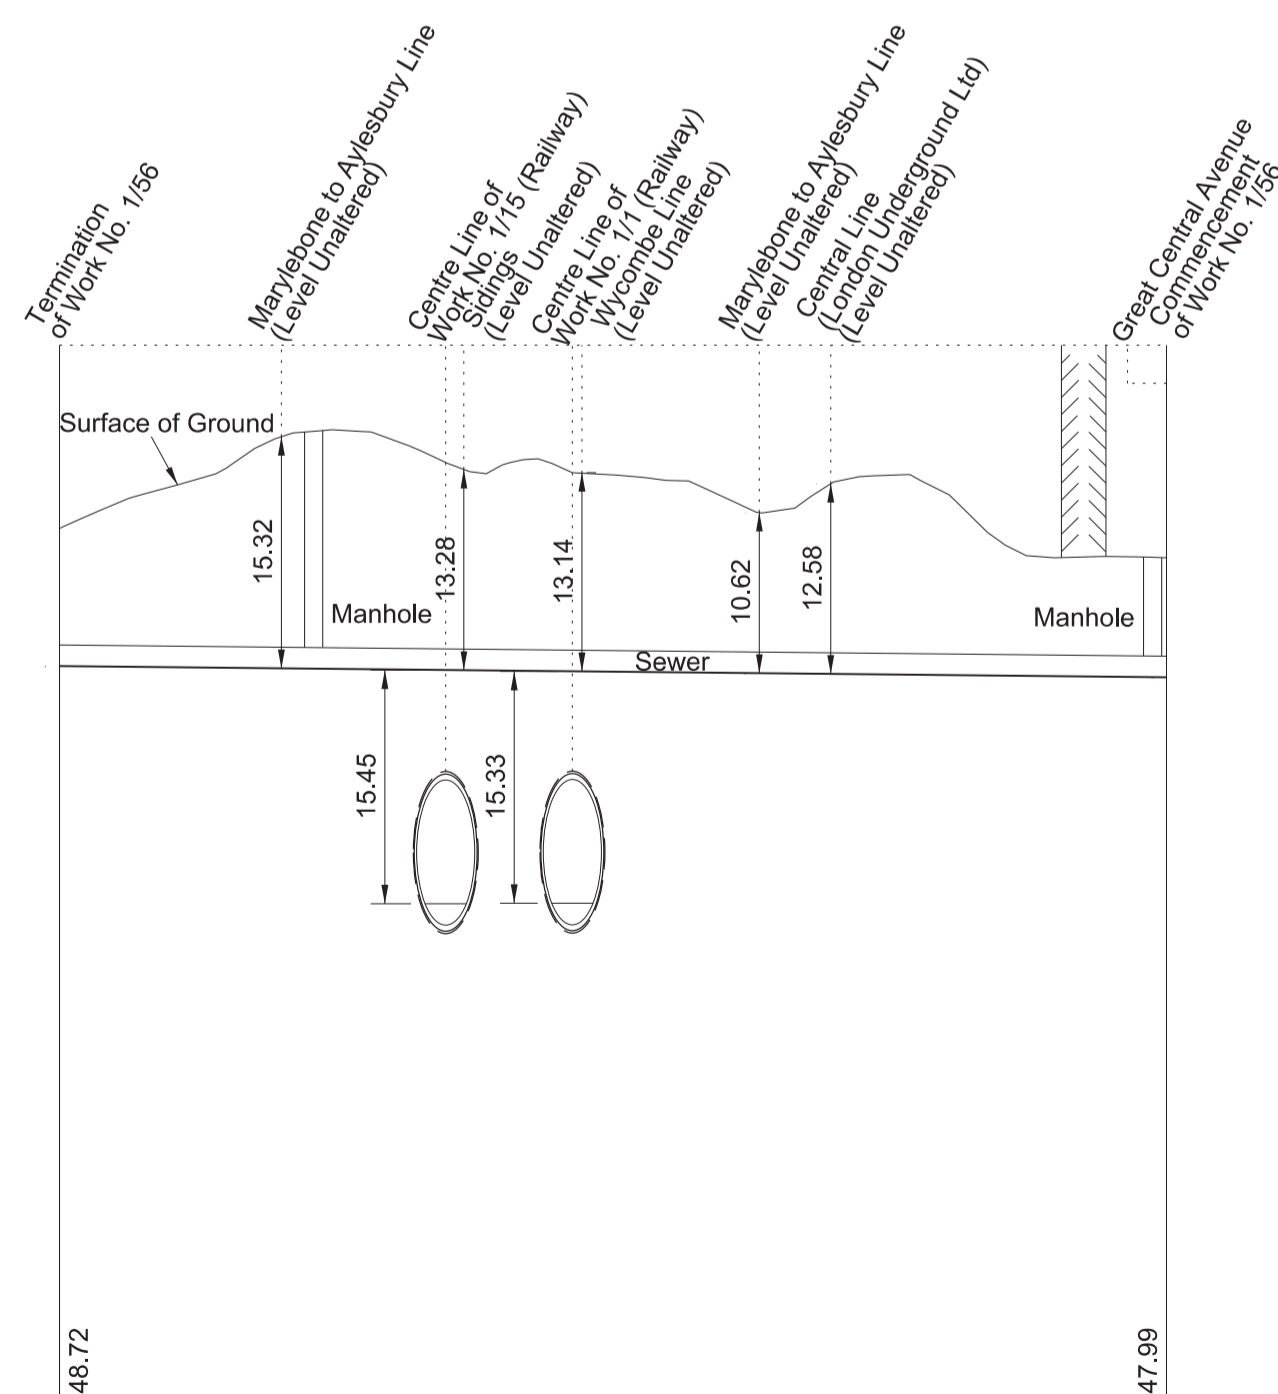 Termination
of Work No. 1/56
Marylebone to Aylesbury Line
(Level Unaltered)
Centre Line of
Work No. 1/15 (Railway)
Sidings
(Level Unaltered)
Centre Line of
Work No. 1/1 (Railway)
Wycombe Line
(Level Unaltered)
Marylebone to Aylesbury Line
(Level Unaltered)
Central Line
(London Underground Ltd)
(Level Unaltered)
Great Central Avenue
Commencement
of Work No. 1/56
Surface of Ground
15.32
13.28
13.14
10.62
12.58
Manhole
Manhole
Sewer
15.45
15.33
48.72
47.99